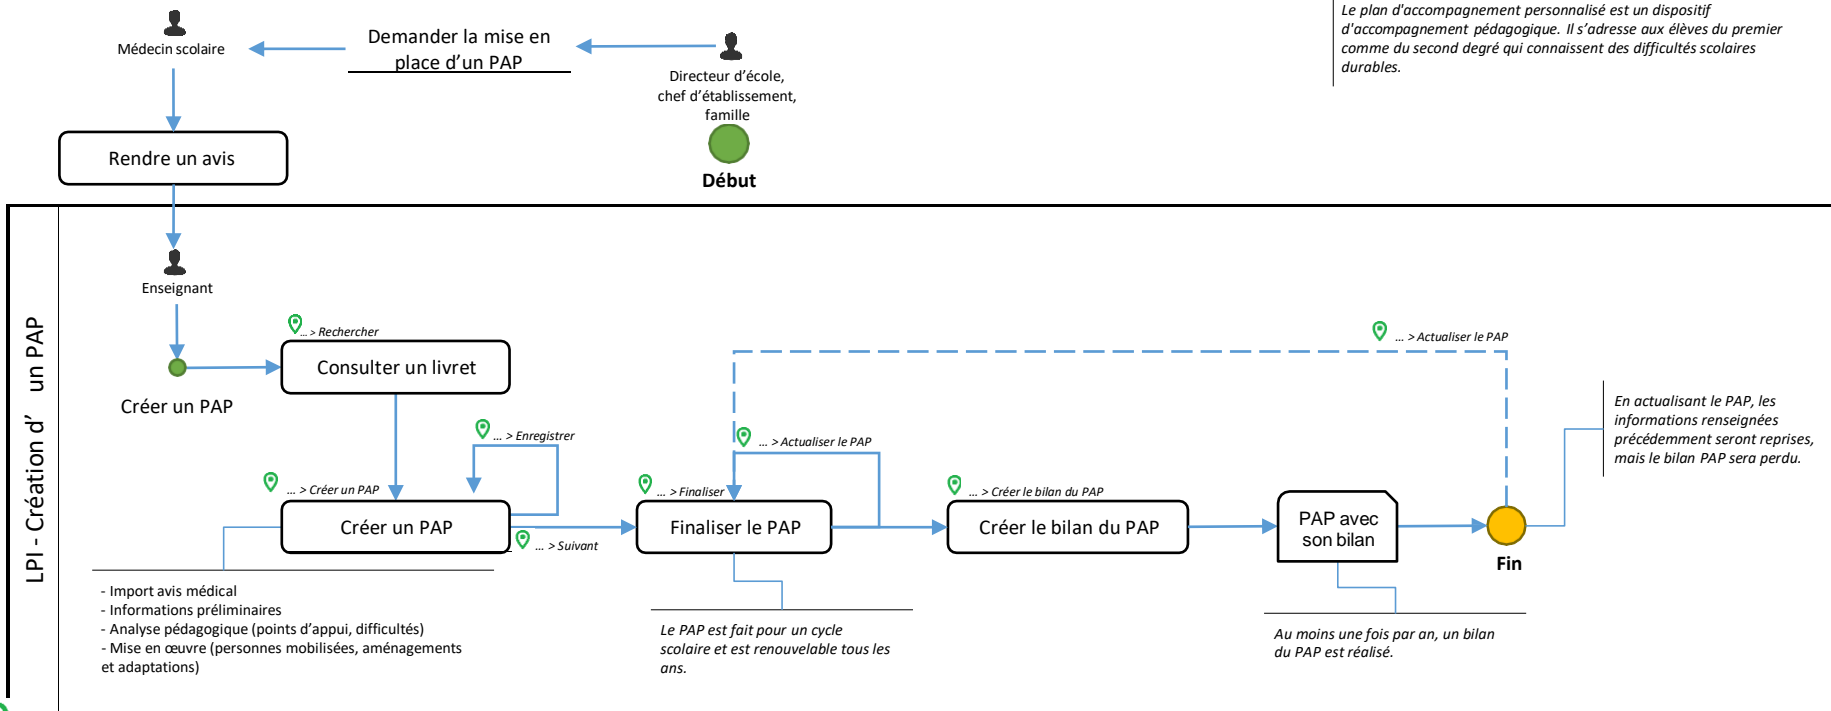 Le plan d'accompagnement personnalisé est un dispositif
d'accompagnement pédagogique. Il s'adresse aux élèves du premier
comme du second degré qui connaissent des difficultés scolaires
durables.
Médecin scolaire
Demander la mise en
place d'un PAP
Directeur d'école,
chef d'établissement,
famille
Début
Rendre un avis
LPI - Création d' un PAP
Enseignant
Créer un PAP
... > Rechercher
Consulter un livret
... > Enregistrer
... > Créer un PAP
Créer un PAP
... > Suivant
- Import avis médical
- Informations préliminaires
- Analyse pédagogique (points d'appui, difficultés)
- Mise en œuvre (personnes mobilisées, aménagements
et adaptations)
... > Actualiser le PAP
... > Actualiser le PAP
... > Finaliser
Finaliser le PAP
Le PAP est fait pour un cycle
scolaire et est renouvelable tous les
ans.
... > Créer le bilan du PAP
Créer le bilan du PAP
PAP avec
son bilan
Au moins une fois par an, un bilan
du PAP est réalisé.
Fin
En actualisant le PAP, les
informations renseignées
précédemment seront reprises,
mais le bilan PAP sera perdu.